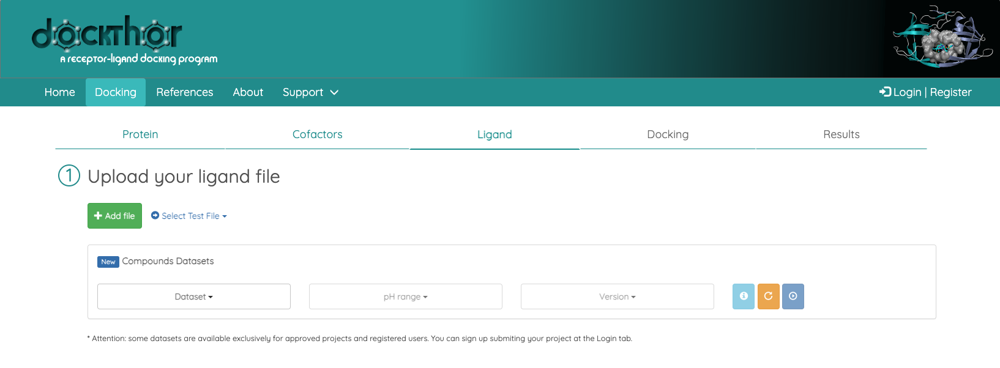 dockthor
a receptor-ligand docking program
Home Docking References About Support Login | Register
Protein Cofactors Ligand Docking Results
1 Upload your ligand file
Add file Select Test File
New Compounds Datasets
Dataset pH range Version
* Attention: some datasets are available exclusively for approved projects and registered users. You can sign up submiting your project at the Login tab.